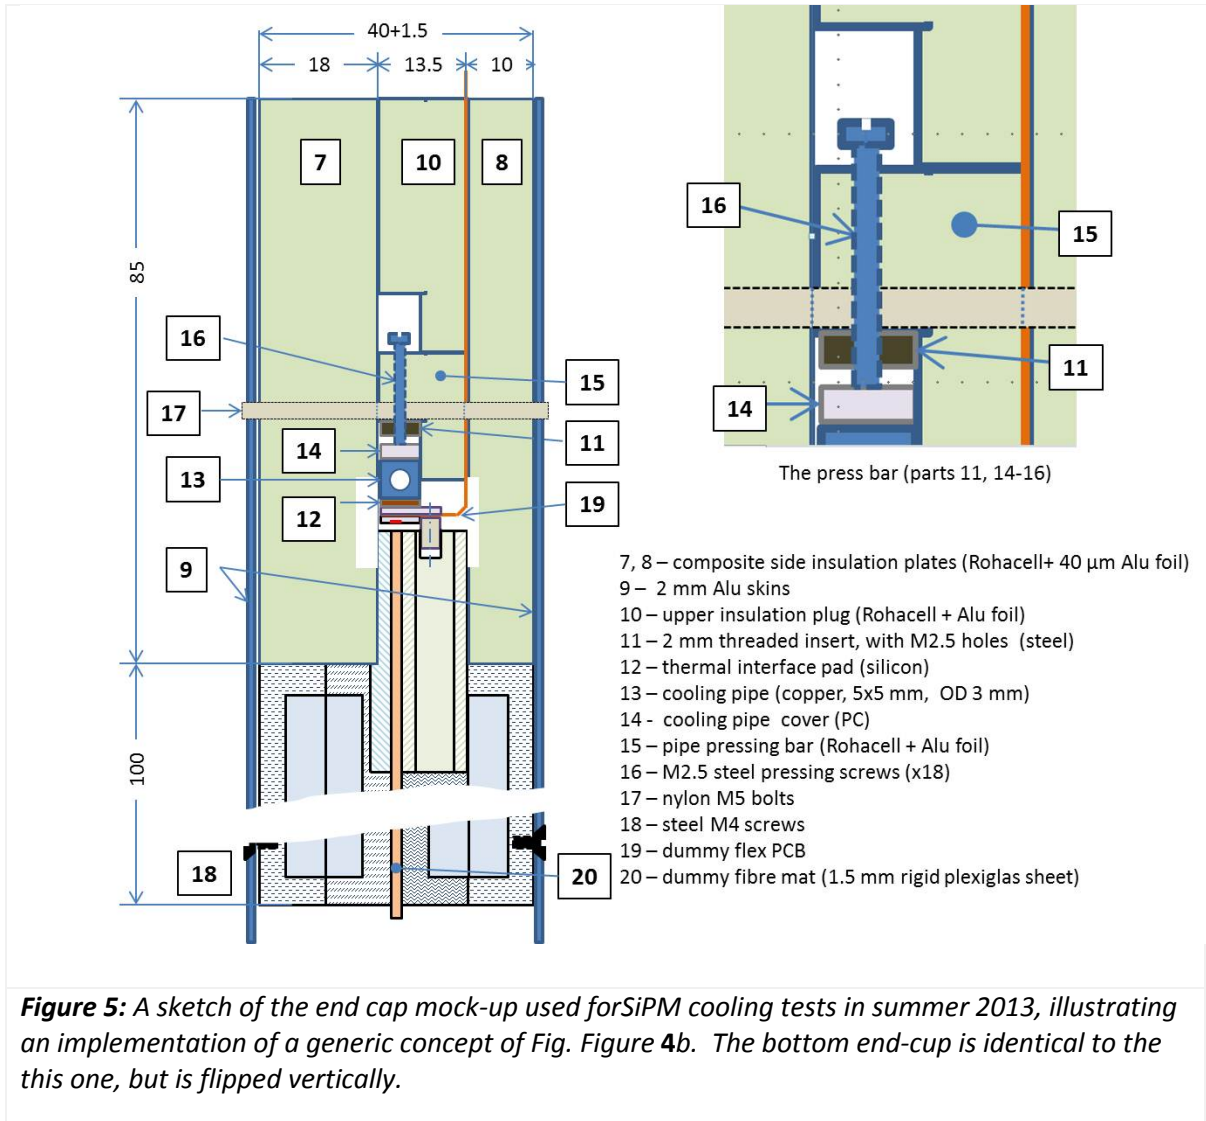 40+1.5
18
13.5
10
7
10
8
85
16
17
15
11
14
13
12
19
9
100
18
20
16
15
11
14
The press bar (parts 11, 14-16)
7, 8 – composite side insulation plates (Rohacell+ 40 µm Alu foil)
9 – 2 mm Alu skins
10 – upper insulation plug (Rohacell + Alu foil)
11 – 2 mm threaded insert, with M2.5 holes (steel)
12 – thermal interface pad (silicon)
13 – cooling pipe (copper, 5x5 mm, OD 3 mm)
14 - cooling pipe cover (PC)
15 – pipe pressing bar (Rohacell + Alu foil)
16 – M2.5 steel pressing screws (x18)
17 – nylon M5 bolts
18 – steel M4 screws
19 – dummy flex PCB
20 – dummy fibre mat (1.5 mm rigid plexiglas sheet)
Figure 5: A sketch of the end cap mock-up used forSiPM cooling tests in summer 2013, illustrating
an implementation of a generic concept of Fig. Figure 4b. The bottom end-cup is identical to the
this one, but is flipped vertically.